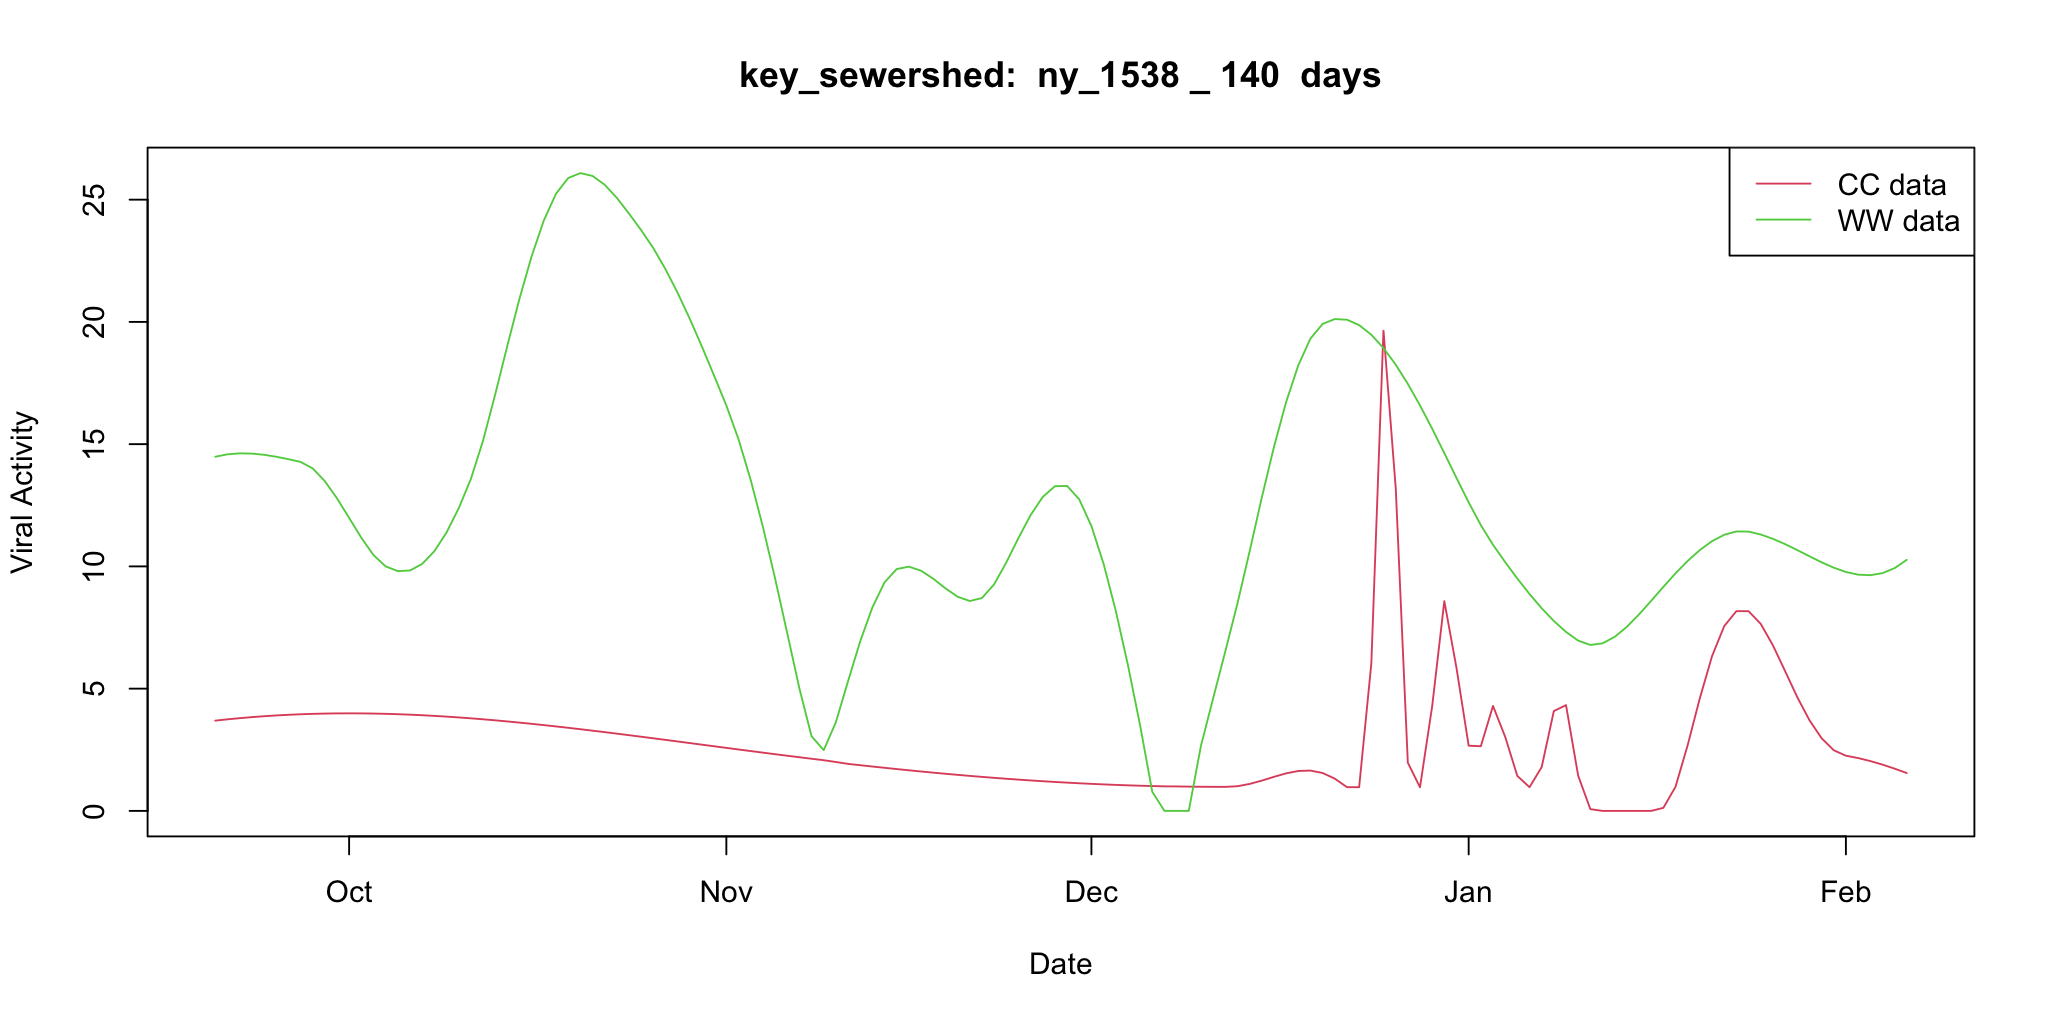 key_sewershed: ny_1538 _ 140 days
CC data
WW data
Viral Activity
25
20
15
10
5
0
Oct Nov Dec Jan Feb
Date